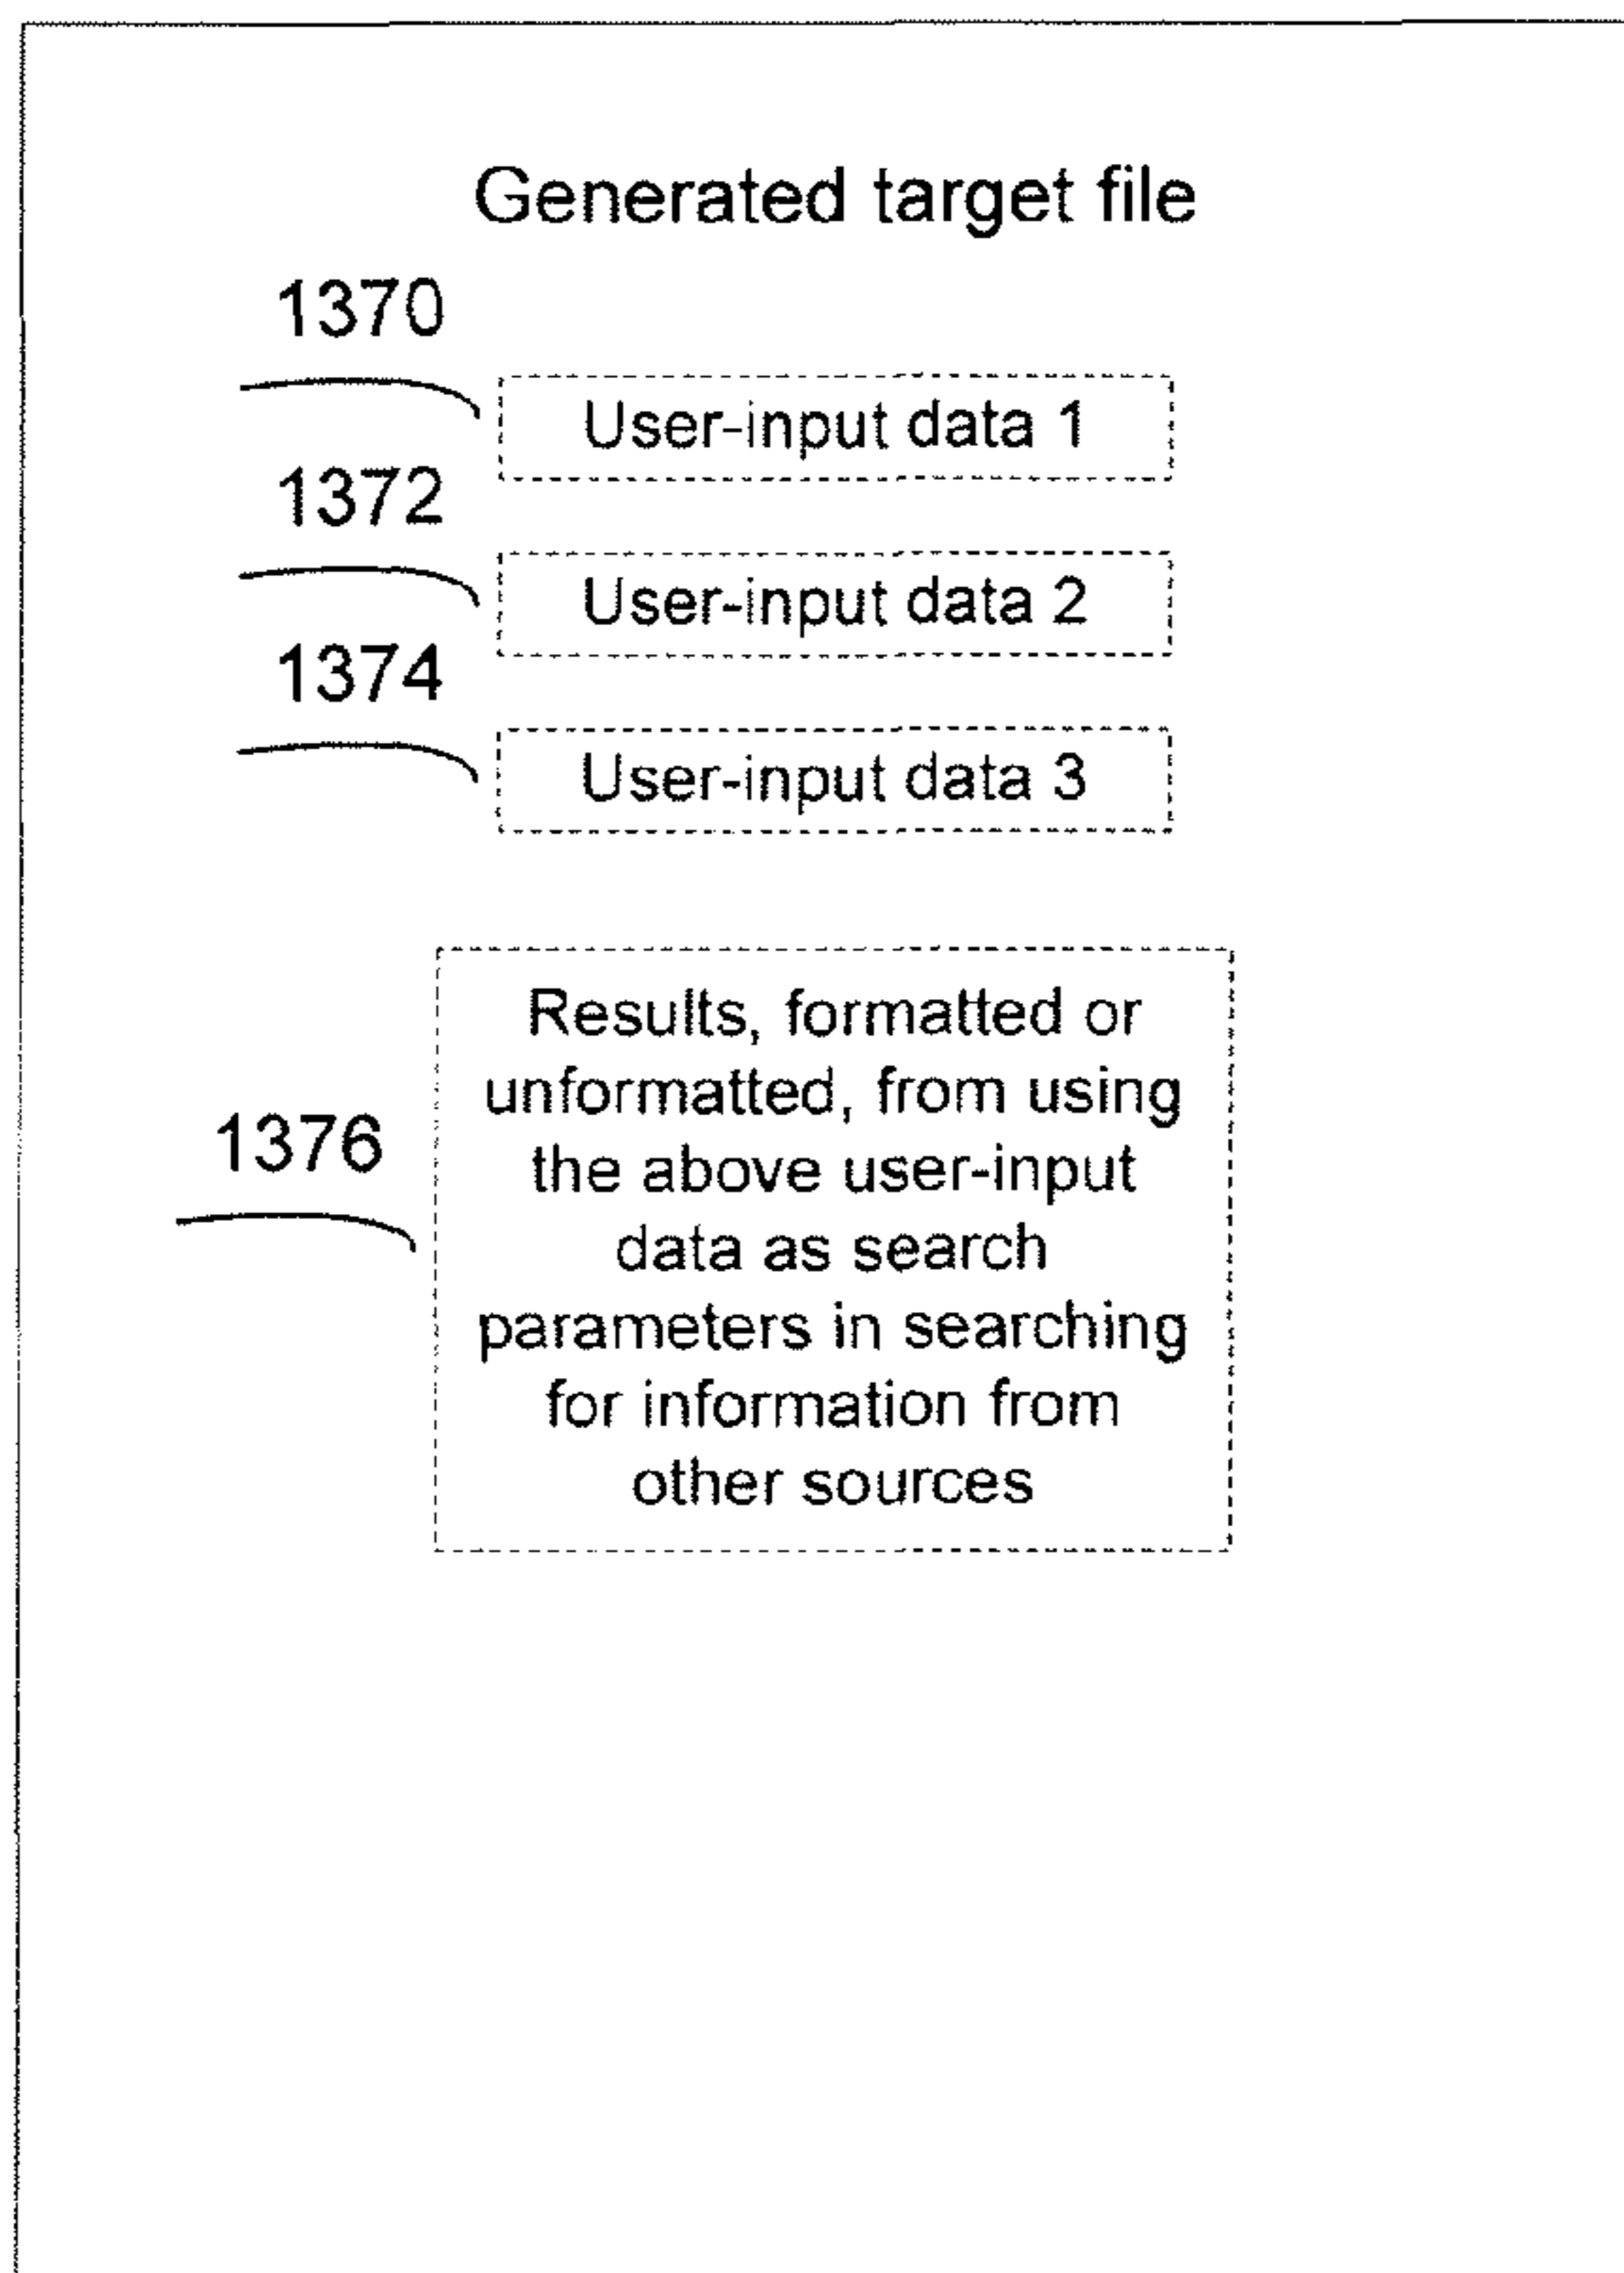 Generated target file
1370
User-input data 1
1372
User-input data 2
1374
User-input data 3
Results, formatted or
unformatted, from using
the above user-input
1376
data as search
parameters in searching
for information from
other sources